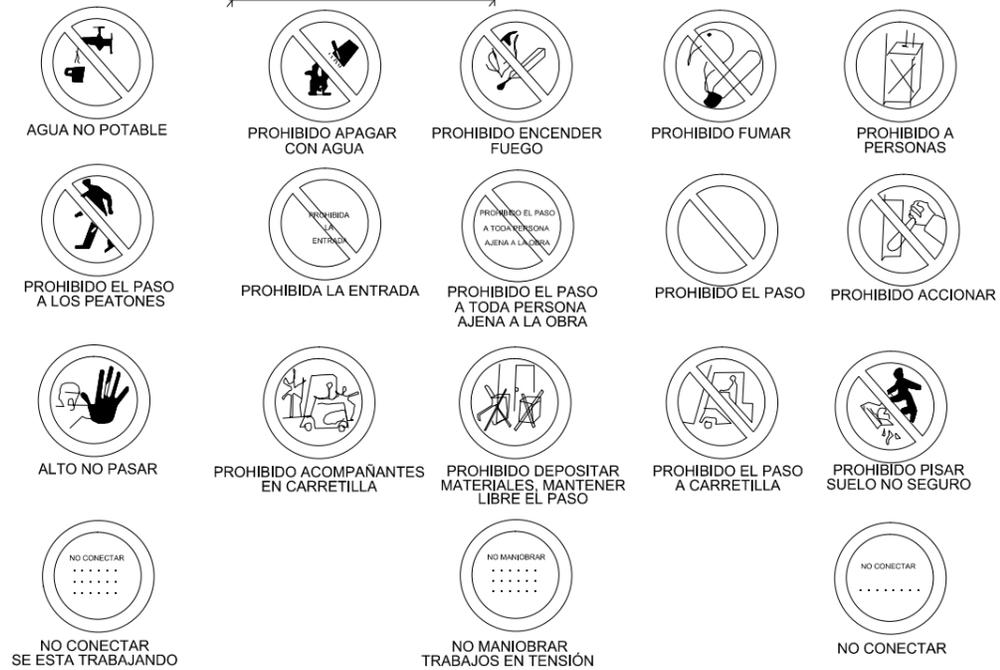 AGUA NO POTABLE
PROHIBIDO APAGAR
CON AGUA
PROHIBIDO ENCENDER
FUEGO
PROHIBIDO FUMAR
PROHIBIDO A
PERSONAS
PROHIBIDO EL PASO
A LOS PEATONES
PROHIBIDA
LA
ENTRADA
PROHIBIDA LA ENTRADA
PROHIBIDO EL PASO
A TODA PERSONA
AJENA A LA OBRA
PROHIBIDO EL PASO
A TODA PERSONA
AJENA A LA OBRA
PROHIBIDO EL PASO
PROHIBIDO ACCIONAR
ALTO NO PASAR
PROHIBIDO ACOMPAÑANTES
EN CARRETILLA
PROHIBIDO DEPOSITAR
MATERIALES, MANTENER
LIBRE EL PASO
PROHIBIDO EL PASO
A CARRETILLA
PROHIBIDO PISAR
SUELO NO SEGURO
NO CONECTAR
NO CONECTAR
SE ESTA TRABAJANDO
NO MANIOBRAR
NO MANIOBRAR
TRABAJOS EN TENSIÓN
NO CONECTAR
NO CONECTAR